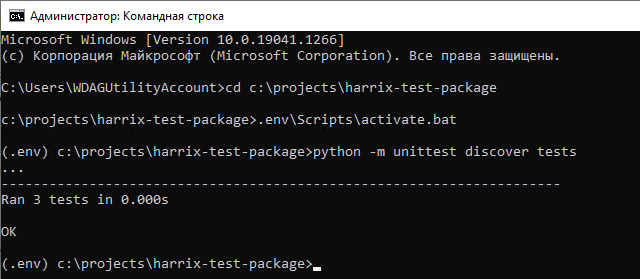 Администратор: Командная строка
Microsoft Windows [Version 10.0.19041.1266]
(c) Корпорация Майкрософт (Microsoft Corporation). Все права защищены.
C:\Users\WDAGUtilityAccount>cd c:\projects\harrix-test-package
c:\projects\harrix-test-package>.env\Scripts\activate.bat
(.env) c:\projects\harrix-test-package>python -m unittest discover tests
...
----------------------------------------------------------------------
Ran 3 tests in 0.000s
OK
(.env) c:\projects\harrix-test-package>